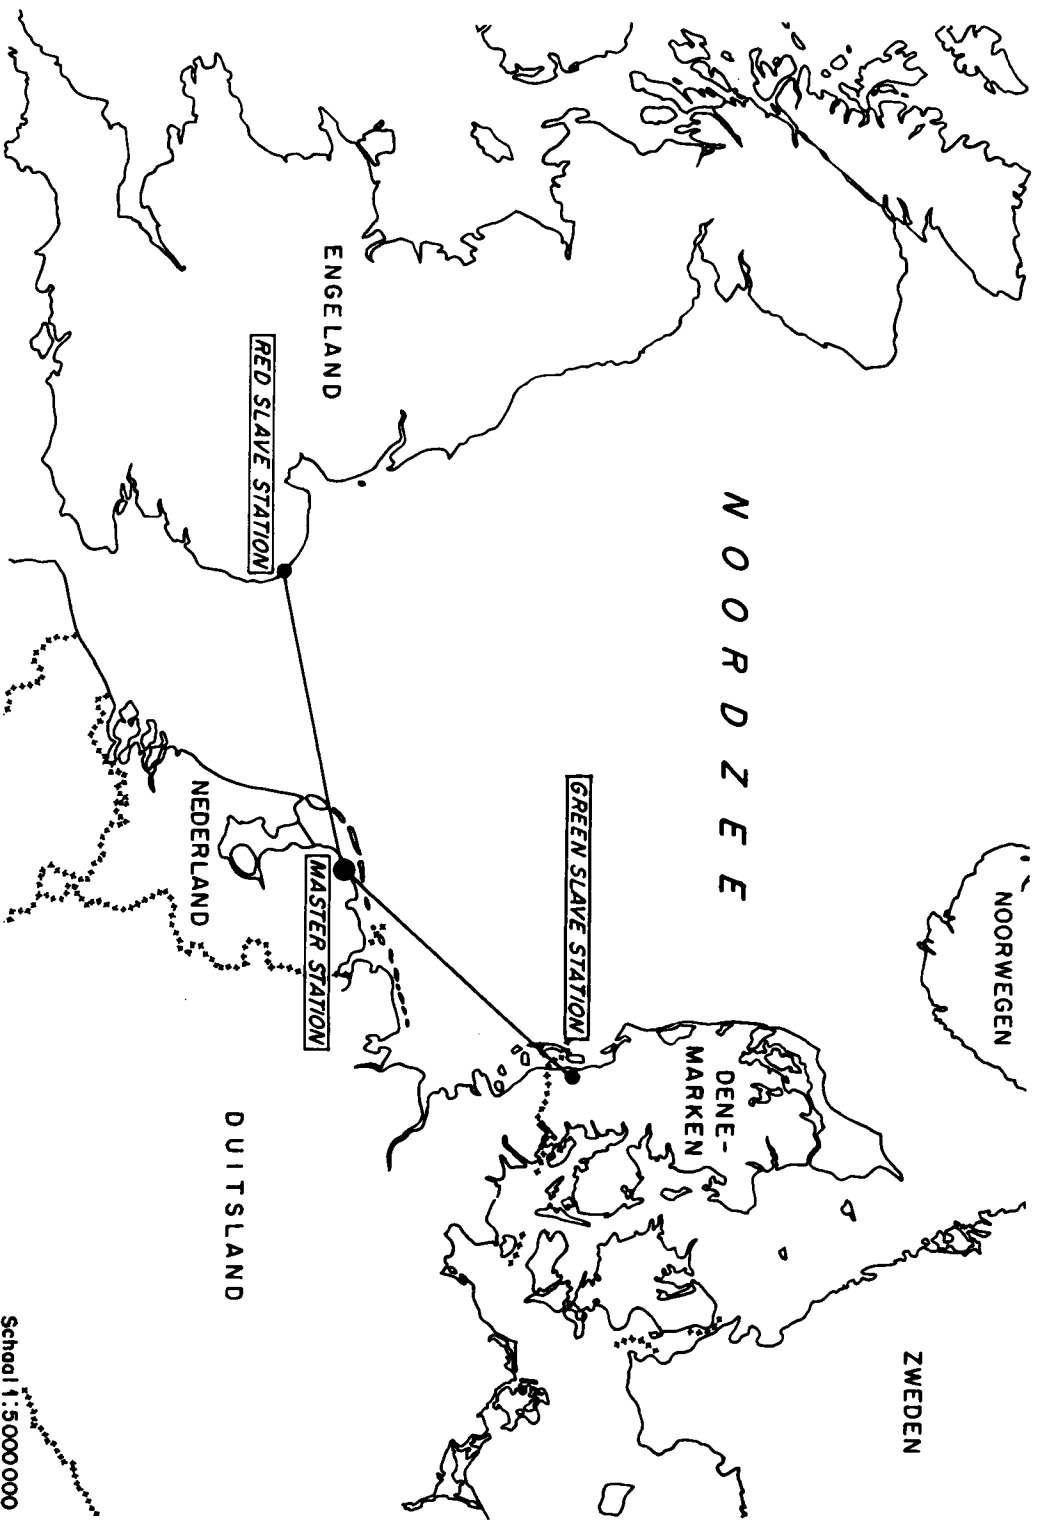 NOORWEGEN
ZWEDEN
NOORDZEE
DENE-
MARKEN
GREEN SLAVE STATION
ENGELAND
RED SLAVE STATION
MASTER STATION
NEDERLAND
DUITSLAND
Schaal 1:5000000